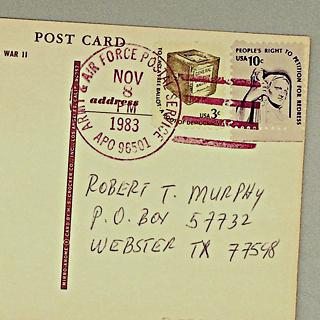 POST CARD
WAR II
ARMY & AIR FORCE POSTAL SERVICE
NOV
8
PM
1983
APO 96501
address
USA 3c
PEOPLE'S RIGHT TO PETITION FOR REDRESS
USA 10c
ROBERT T. MURPHY
P.O. BOX 57732
WEBSTER TX 77598